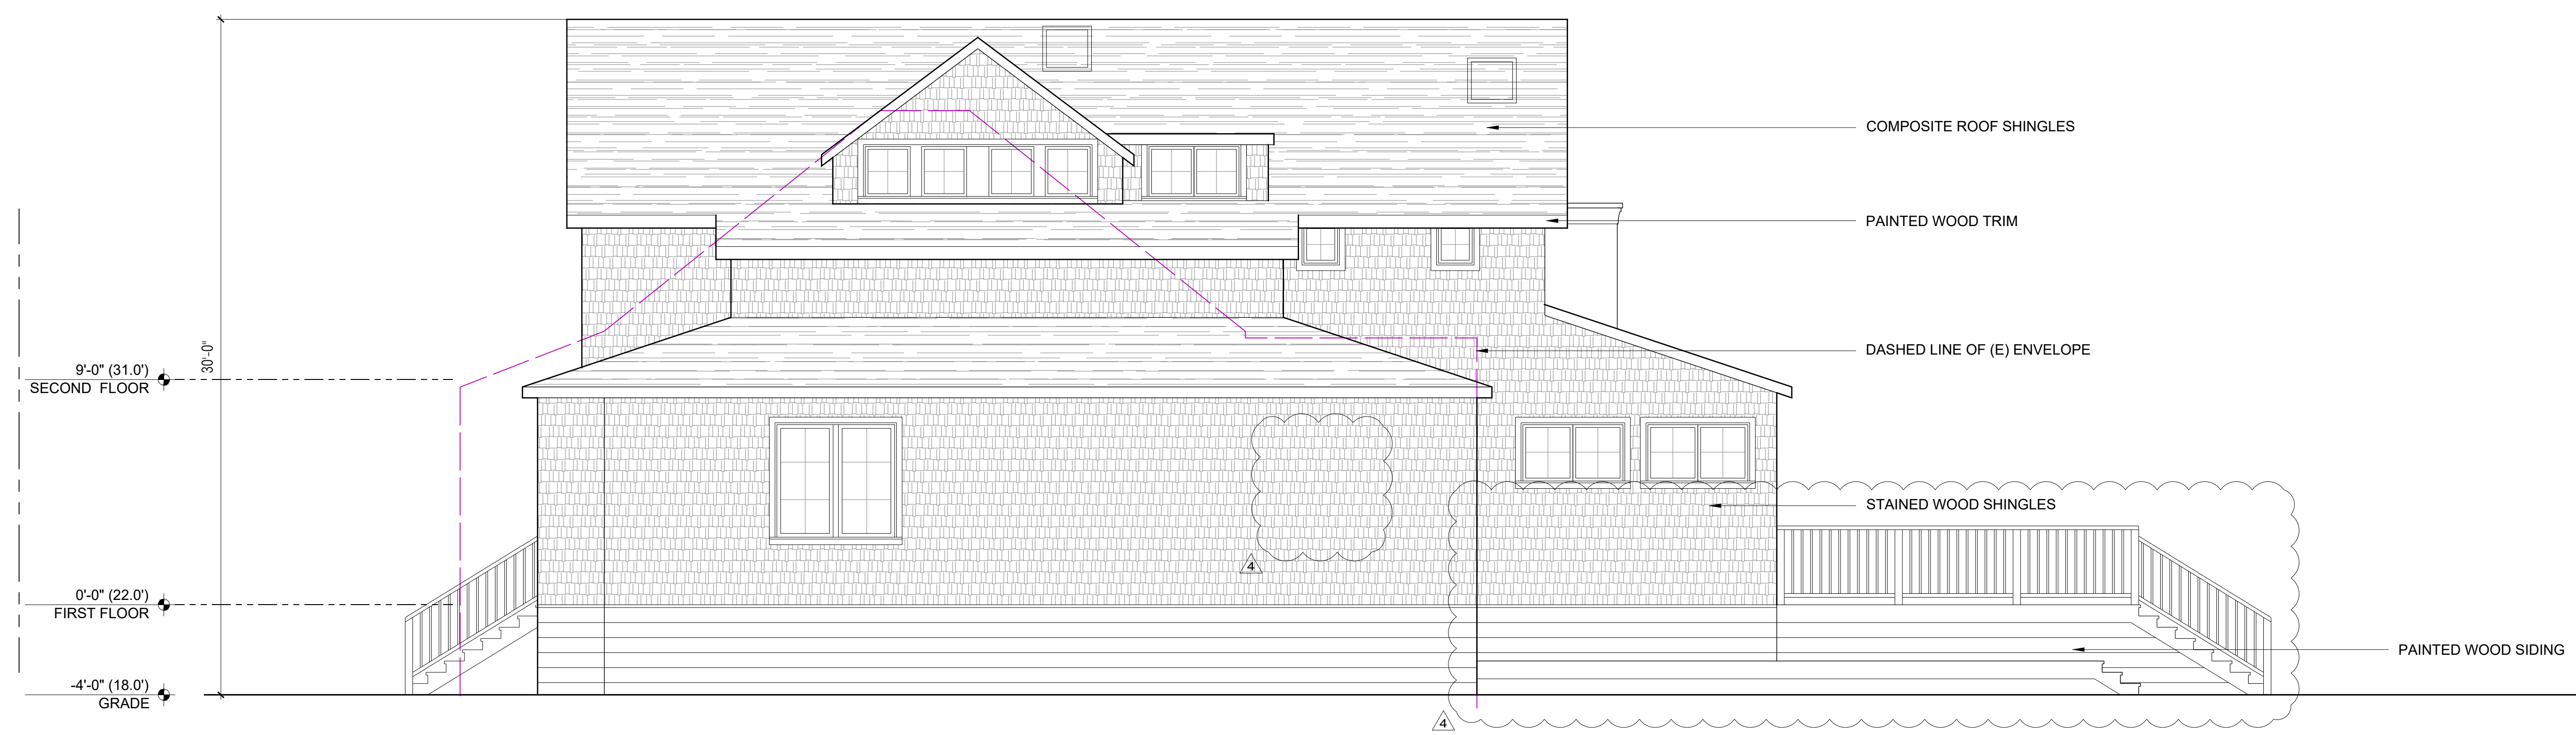 COMPOSITE ROOF SHINGLES
PAINTED WOOD TRIM
30'-0"
DASHED LINE OF (E) ENVELOPE
9'-0" (31.0')
SECOND FLOOR
STAINED WOOD SHINGLES
4
0'-0" (22.0')
FIRST FLOOR
PAINTED WOOD SIDING
-4'-0" (18.0')
GRADE
4